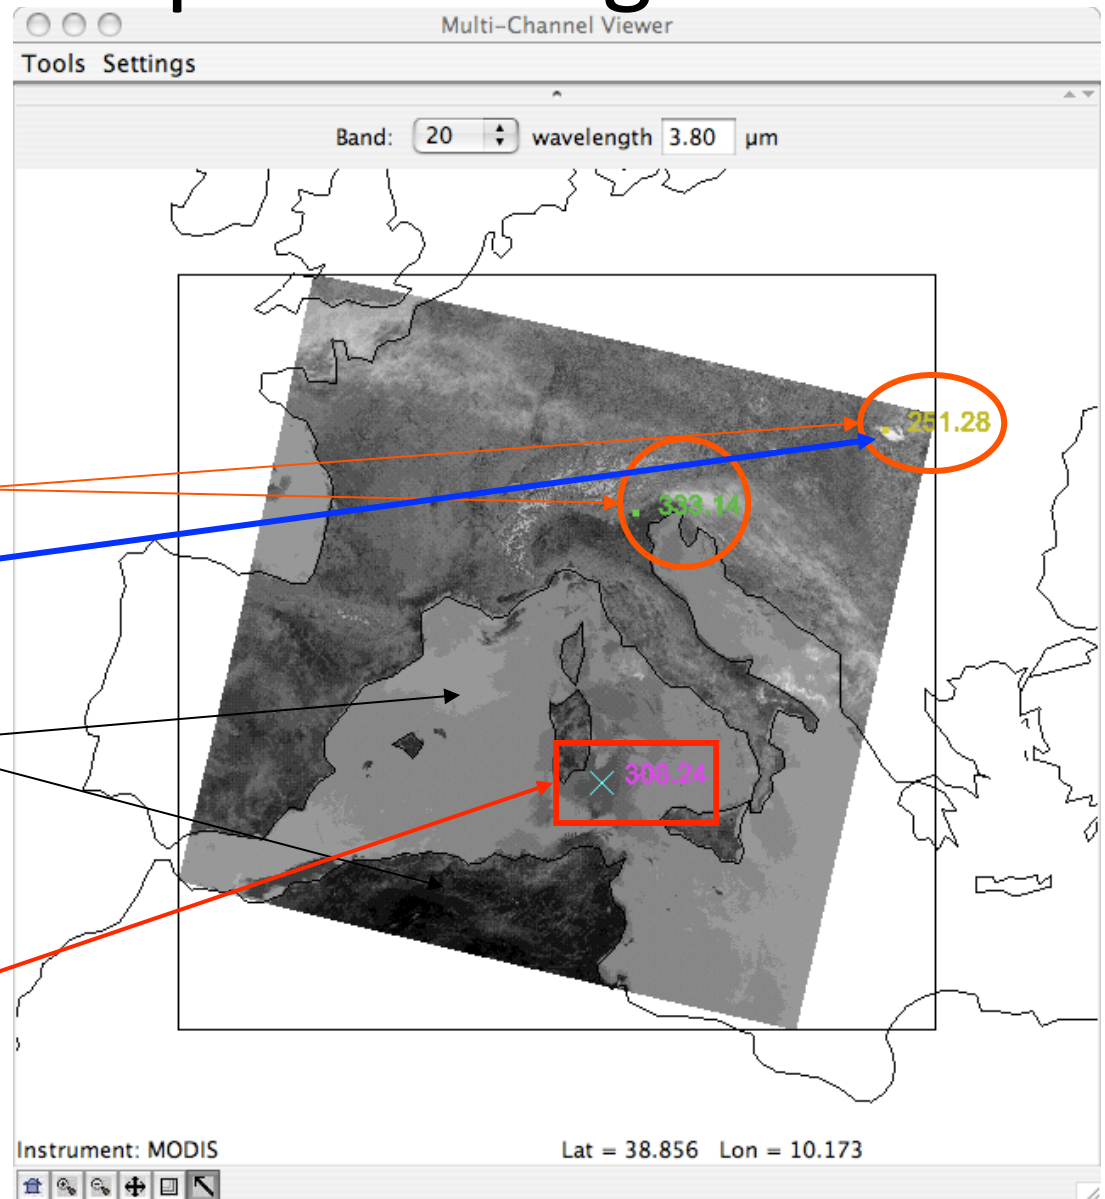 Multi-Channel Viewer
Tools Settings
Band: 20 wavelength 3.80 µm
251.28
333.14
308.24
Instrument: MODIS
Lat = 38.856 Lon = 10.173